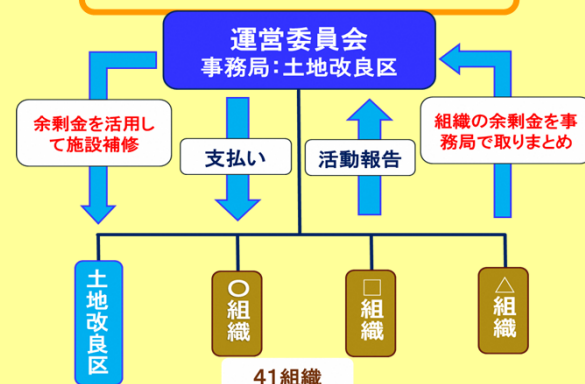 運営委員会
事務局:土地改良区
余剰金を活用し
て施設補修
支払い
活動報告
組織の余剰金を事
務局で取りまとめ
土地改良区
○組織
□組織
△組織
41組織